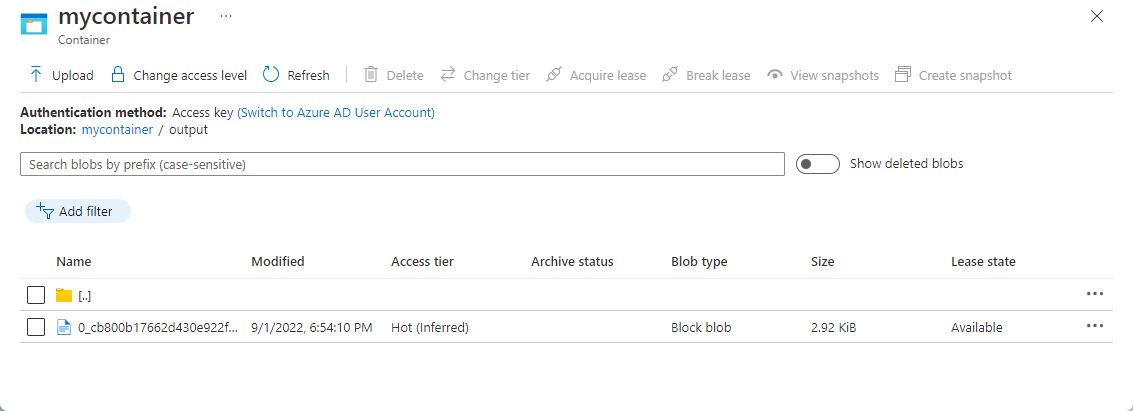 mycontainer ...
Container
Upload Change access level Refresh Delete Change tier Acquire lease Break lease View snapshots Create snapshot
Authentication method: Access key (Switch to Azure AD User Account)
Location: mycontainer / output
Search blobs by prefix (case-sensitive) Show deleted blobs
Add filter
Name Modified Access tier Archive status Blob type Size Lease state
[..] ...
0_cb800b17662d430e922f... 9/1/2022, 6:54:10 PM Hot (Inferred) Block blob 2.92 KiB Available ...